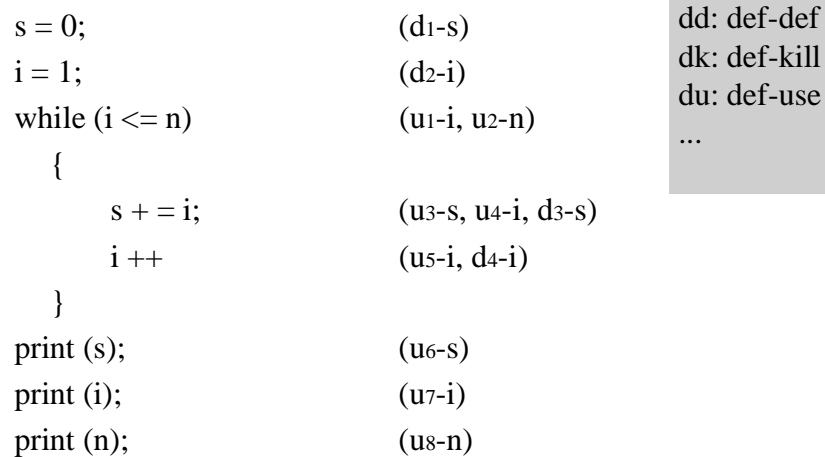 s = 0; (d1-s)
i = 1; (d2-i)
while (i <= n) (u1-i, u2-n)
{
s + = i; (u3-s, u4-i, d3-s)
i ++ (u5-i, d4-i)
}
print (s); (u6-s)
print (i); (u7-i)
print (n); (u8-n)
dd: def-def
dk: def-kill
du: def-use
...